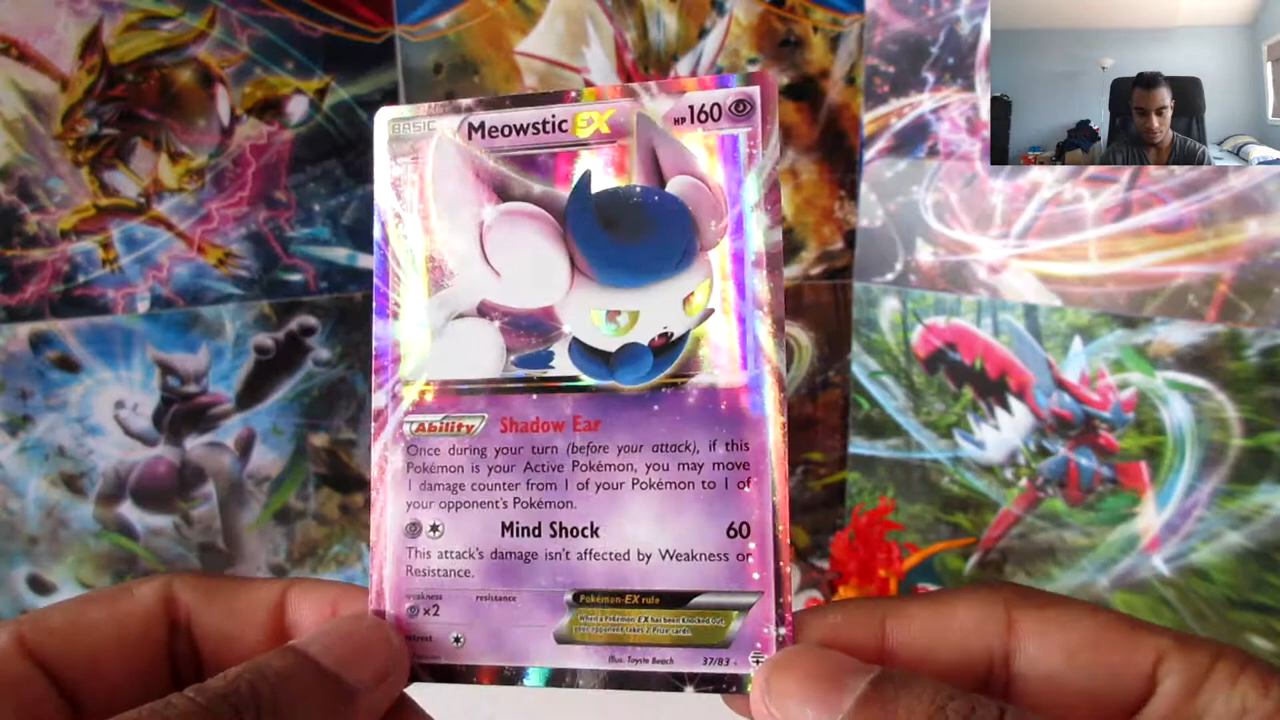 BASIC
Meowstic EX
HP160
Ability Shadow Ear
Once during your turn (before your attack), if this
Pokémon is your Active Pokémon, you may move
1 damage counter from 1 of your Pokémon to 1 of
your opponent's Pokémon.
Mind Shock 60
This attack's damage isn't affected by Weakness or
Resistance.
weakness resistance
×2
retreat
Pokémon-EX rule
When a Pokémon-EX has been Knocked Out,
your opponent takes 2 Prize cards.
Illus. Toyste Beach 37/83